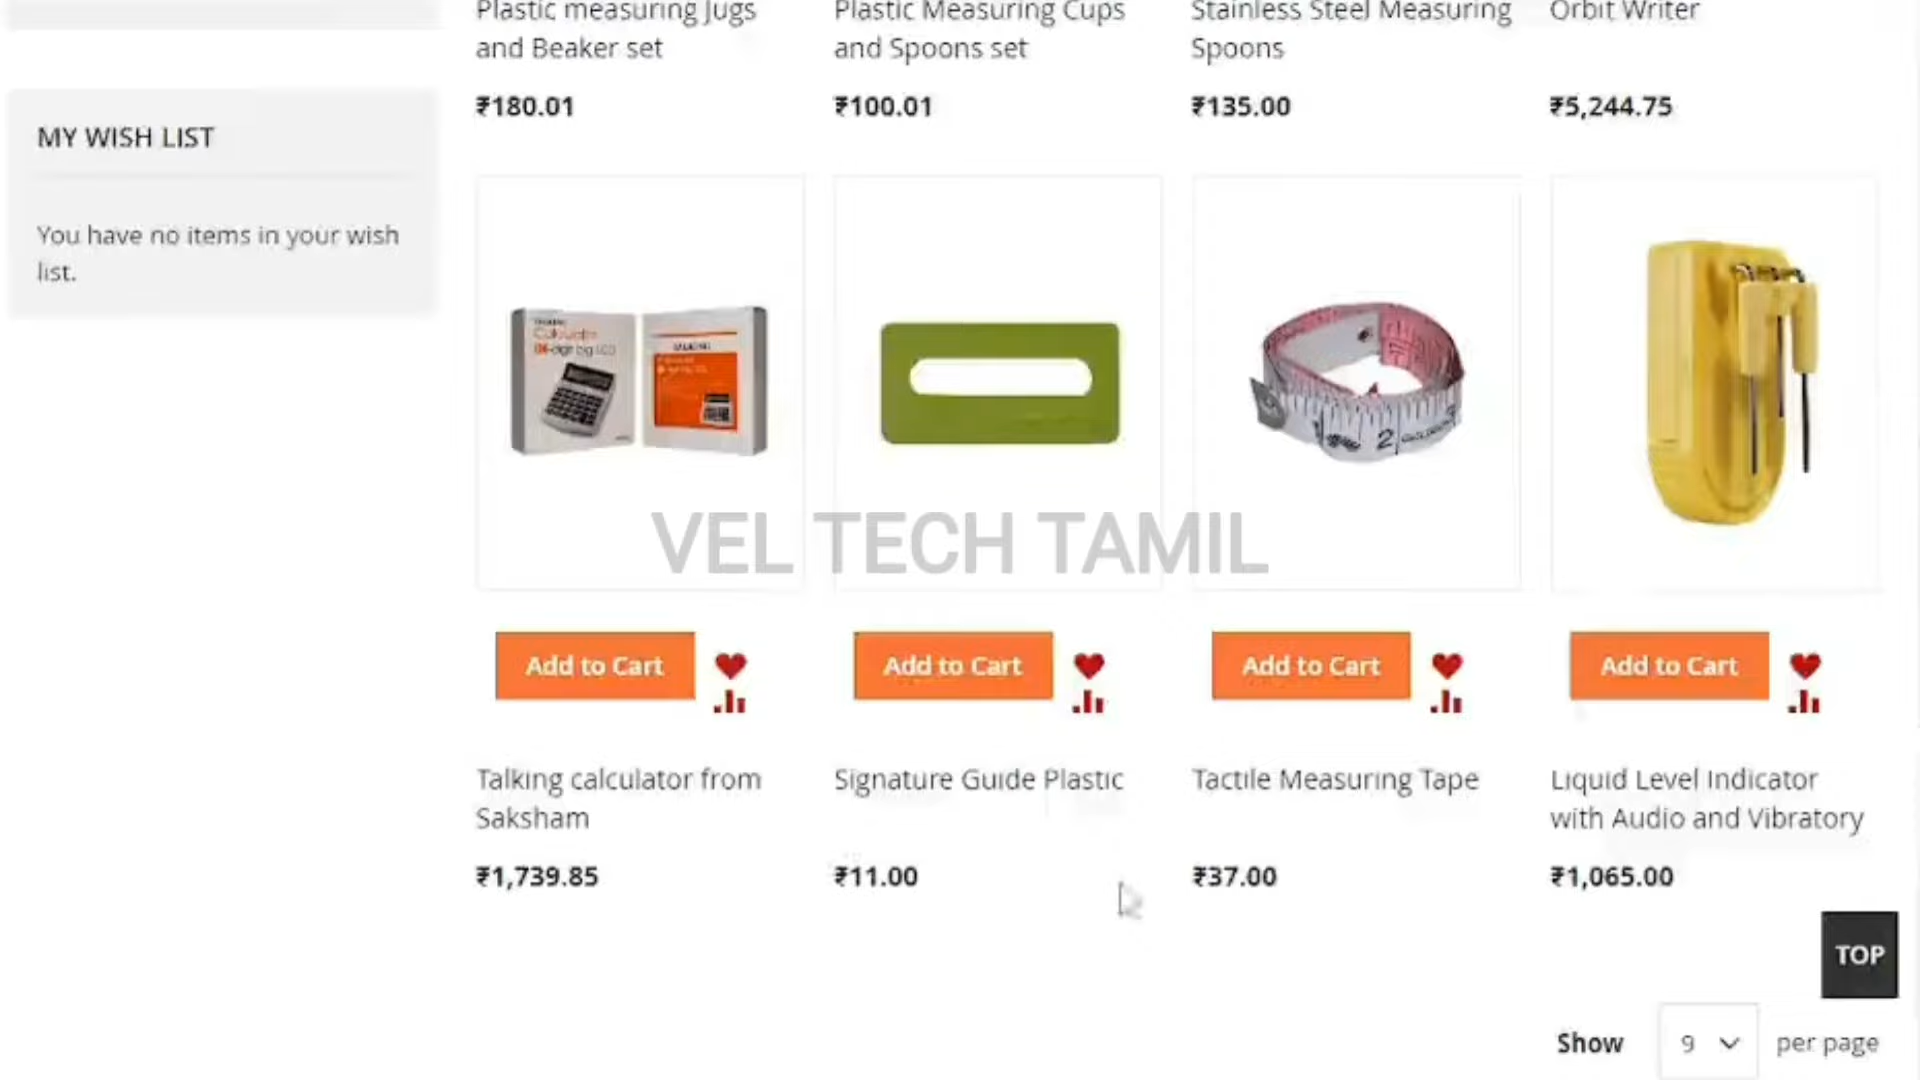 Plastic measuring Jugs
and Beaker set
₹180.01
Plastic Measuring Cups
and Spoons set
₹100.01
Stainless Steel Measuring
Spoons
₹135.00
Orbit Writer
₹5,244.75
MY WISH LIST
You have no items in your wish
list.
2
VEL TECH TAMIL
Add to Cart
Add to Cart
Add to Cart
Add to Cart
Talking calculator from
Saksham
₹1,739.85
Signature Guide Plastic
₹11.00
Tactile Measuring Tape
₹37.00
Liquid Level Indicator
with Audio and Vibratory
₹1,065.00
TOP
Show 9 per page